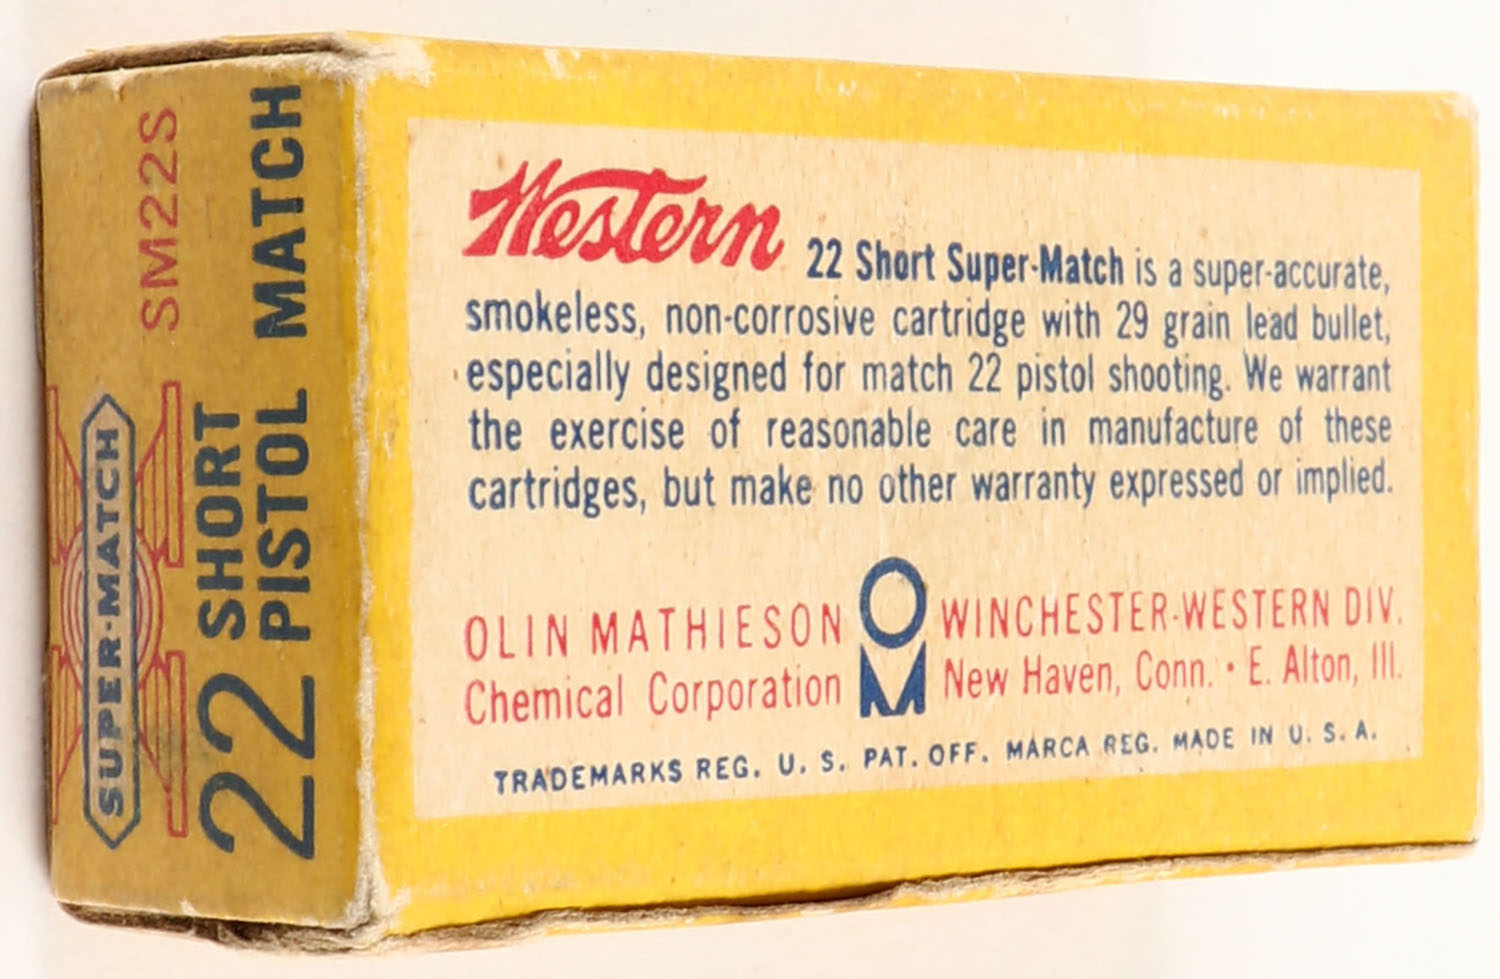 SM22S
SUPER-MATCH
22 SHORT
PISTOL MATCH
Western 22 Short Super-Match is a super-accurate,
smokeless, non-corrosive cartridge with 29 grain lead bullet,
especially designed for match 22 pistol shooting. We warrant
the exercise of reasonable care in manufacture of these
cartridges, but make no other warranty expressed or implied.
OLIN MATHIESON OM WINCHESTER-WESTERN DIV.
Chemical Corporation New Haven, Conn. • E. Alton, Ill.
TRADEMARKS REG. U. S. PAT. OFF. MARCA REG. MADE IN U. S. A.